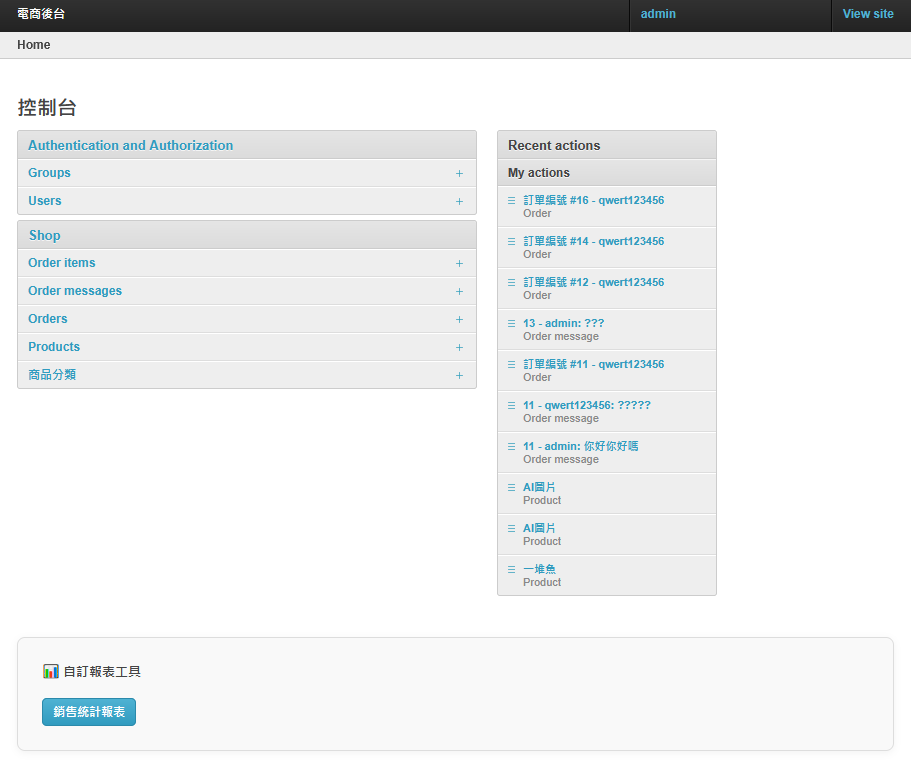 電商後台
admin
View site
Home
控制台
Authentication and Authorization
Groups
+
Users
+
Shop
Order items
+
Order messages
+
Orders
+
Products
+
商品分類
+
Recent actions
My actions
訂單編號 #16 - qwert123456
Order
訂單編號 #14 - qwert123456
Order
訂單編號 #12 - qwert123456
Order
13 - admin: ???
Order message
訂單編號 #11 - qwert123456
Order
11 - qwert123456: ?????
Order message
11 - admin: 你好你好嗎
Order message
AI圖片
Product
AI圖片
Product
一堆魚
Product
自訂報表工具
銷售統計報表